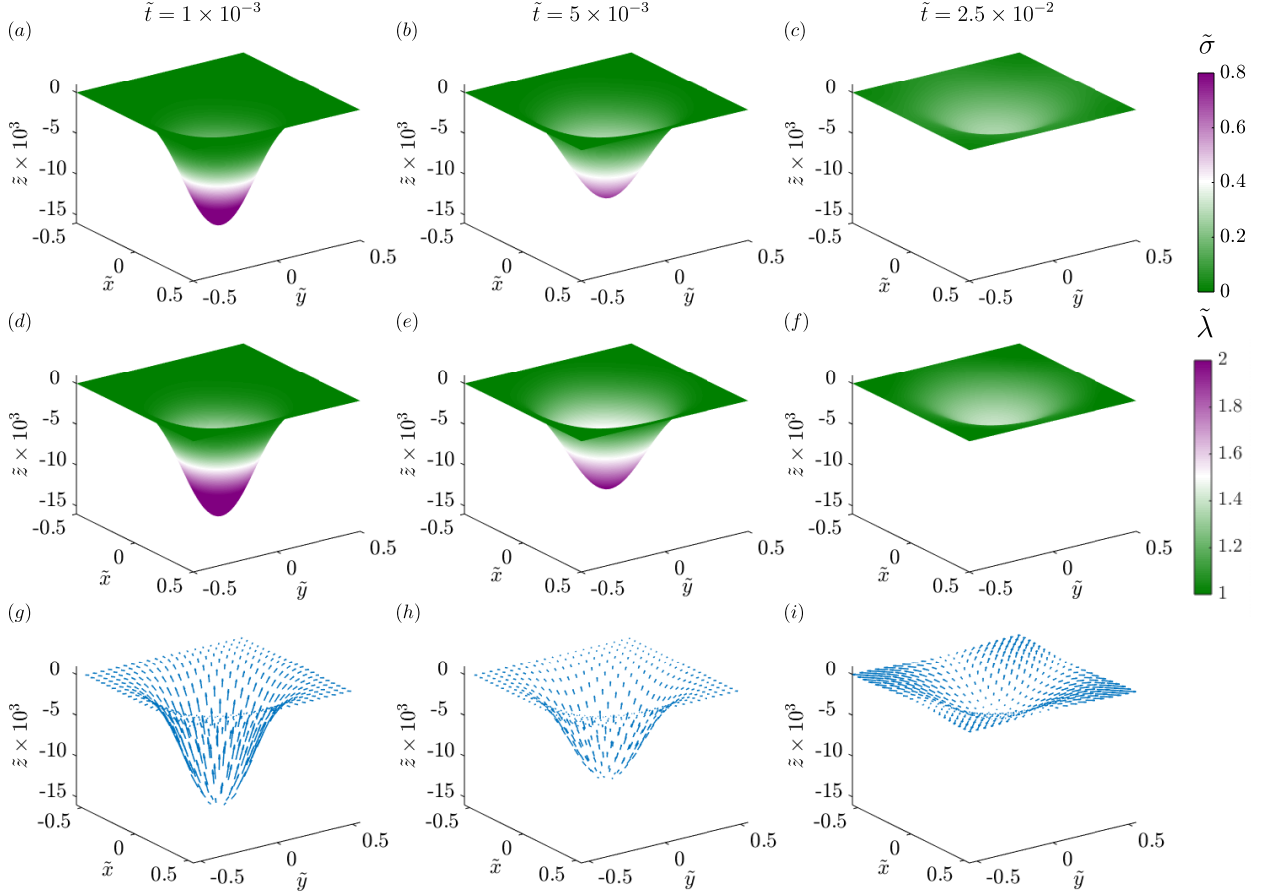 t̃ = 1 × 10⁻³ t̃ = 5 × 10⁻³ t̃ = 2.5 × 10⁻²
(a) (b) (c) σ̃
0 0 0 0.8
-5 -5 -5 0.6
z̃ × 10³ z̃ × 10³ z̃ × 10³
-10 -10 -10 0.4
-15 -15 -15
-0.5 0.5 -0.5 0.5 -0.5 0.5 0.2
0 0 0 0 0 0
x̃ ỹ x̃ ỹ x̃ ỹ
0.5 -0.5 0.5 -0.5 0.5 -0.5 0
(d) (e) (f) λ̃
0 0 0 2
-5 -5 -5 1.8
z̃ × 10³ z̃ × 10³ z̃ × 10³
-10 -10 -10 1.6
-15 -15 -15 1.4
-0.5 0.5 -0.5 0.5 -0.5 0.5 1.2
0 0 0 0 0 0
x̃ ỹ x̃ ỹ x̃ ỹ
0.5 -0.5 0.5 -0.5 0.5 -0.5 1
(g) (h) (i)
0 0 0
-5 -5 -5
z̃ × 10³ z̃ × 10³ z̃ × 10³
-10 -10 -10
-15 -15 -15
-0.5 0.5 -0.5 0.5 -0.5 0.5
0 0 0 0 0 0
x̃ ỹ x̃ ỹ x̃ ỹ
0.5 -0.5 0.5 -0.5 0.5 -0.5